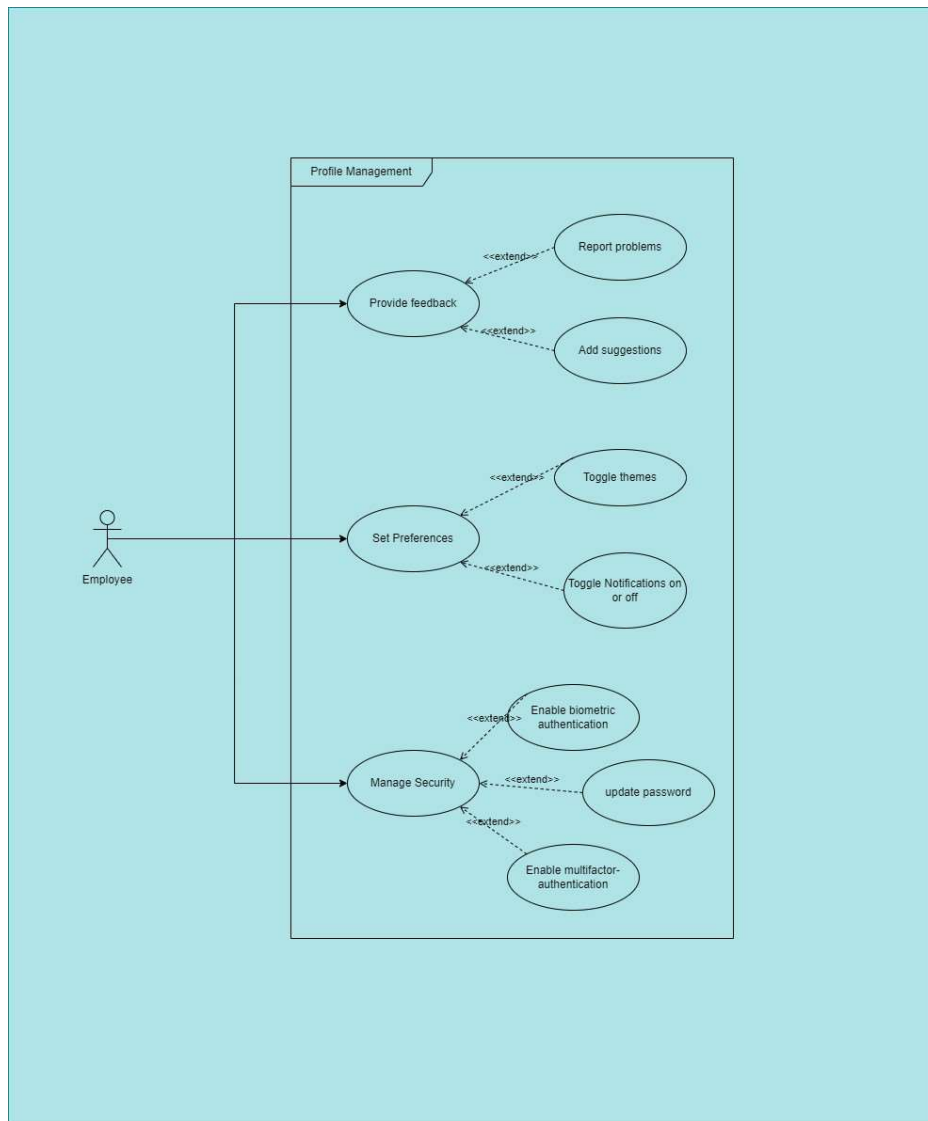 Profile Management
Report problems
<<extend>>
Provide feedback
<<extend>>
Add suggestions
Toggle themes
<<extend>>
Set Preferences
<<extend>>
Toggle Notifications on
or off
Employee
Enable biometric
authentication
<<extend>>
Manage Security
<<extend>>
update password
<<extend>>
Enable multifactor-
authentication